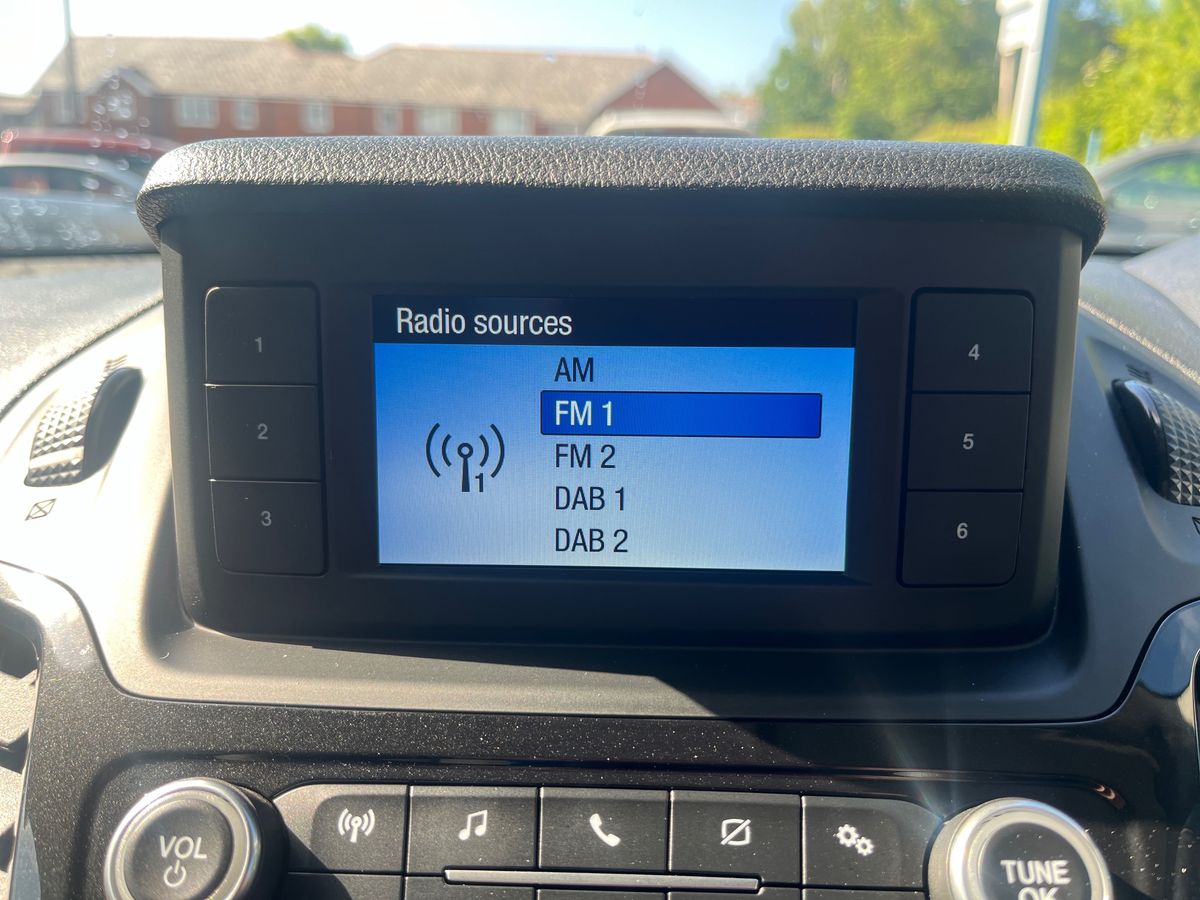 Radio sources
AM
FM 1
FM 2
DAB 1
DAB 2
1
1
2
3
4
5
6
VOL
TUNE
OK